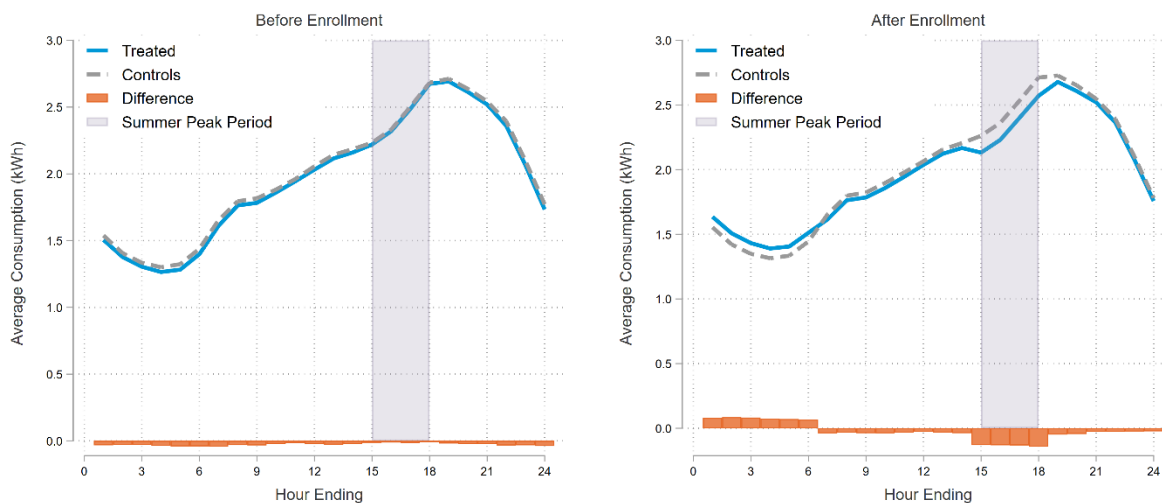 Before Enrollment
3.0
2.5
2.0
1.5
1.0
0.5
0.0
Average Consumption (kWh)
Treated
Controls
Difference
Summer Peak Period
0 3 6 9 12 15 18 21 24
Hour Ending
After Enrollment
3.0
2.5
2.0
1.5
1.0
0.5
0.0
Average Consumption (kWh)
Treated
Controls
Difference
Summer Peak Period
0 3 6 9 12 15 18 21 24
Hour Ending